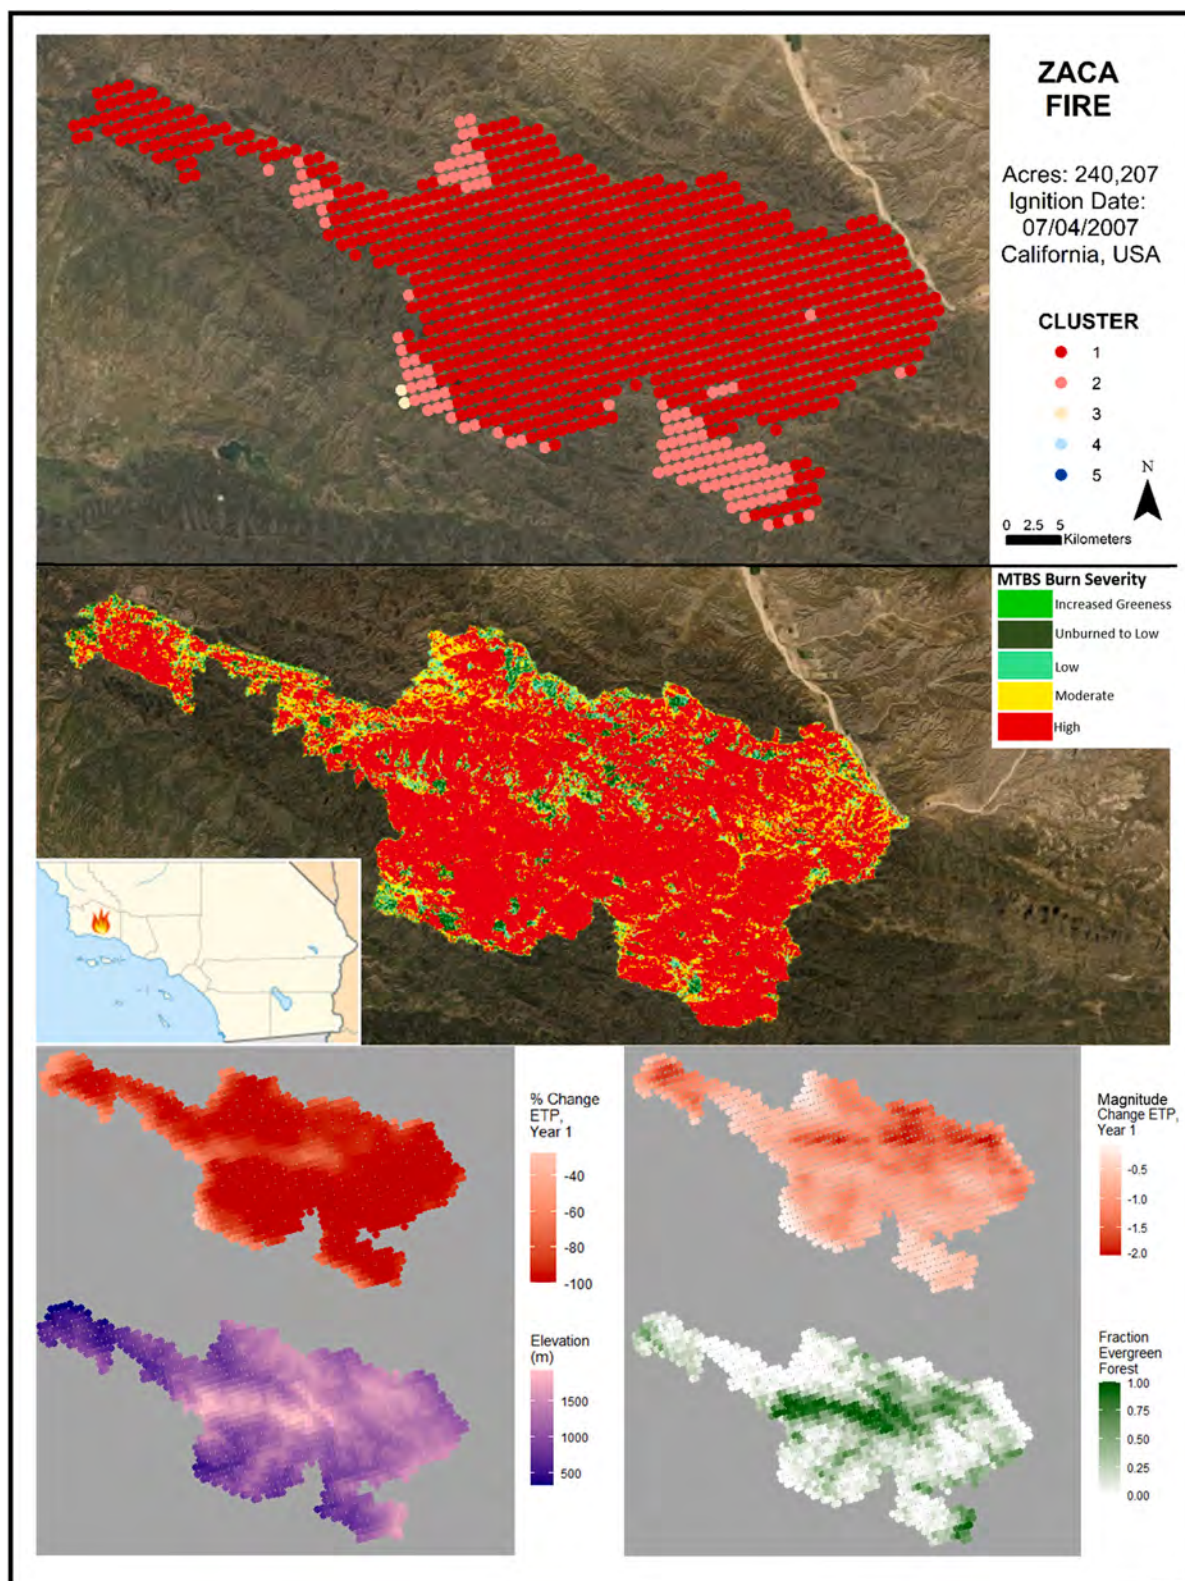 ZACA
FIRE
Acres: 240,207
Ignition Date:
07/04/2007
California, USA
CLUSTER
1
2
3
4
5
N
0 2.5 5
Kilometers
MTBS Burn Severity
Increased Greeness
Unburned to Low
Low
Moderate
High
% Change
ETP,
Year 1
-40
-60
-80
-100
Magnitude
Change ETP,
Year 1
-0.5
-1.0
-1.5
-2.0
Elevation
(m)
1500
1000
500
Fraction
Evergreen
Forest
1.00
0.75
0.50
0.25
0.00